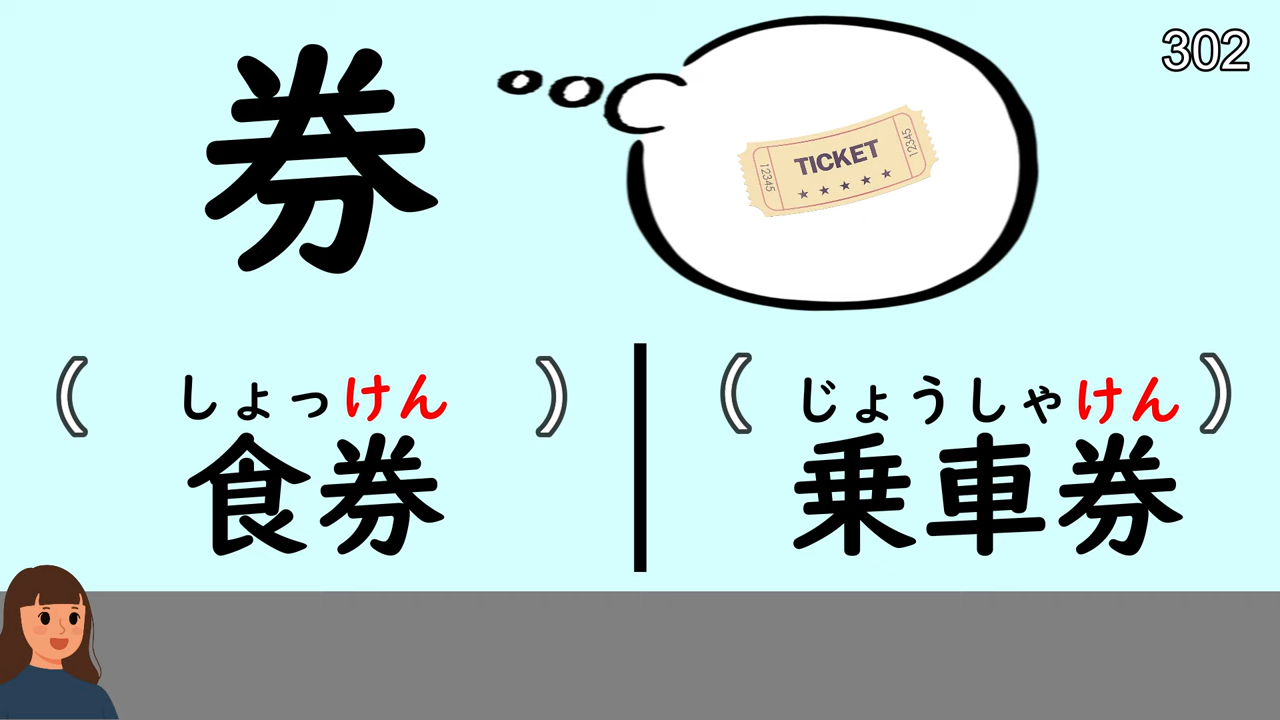 302
券
12345
TICKET
★★★★★
12345
( しょっけん )
食券
( じょうしゃけん )
乗車券